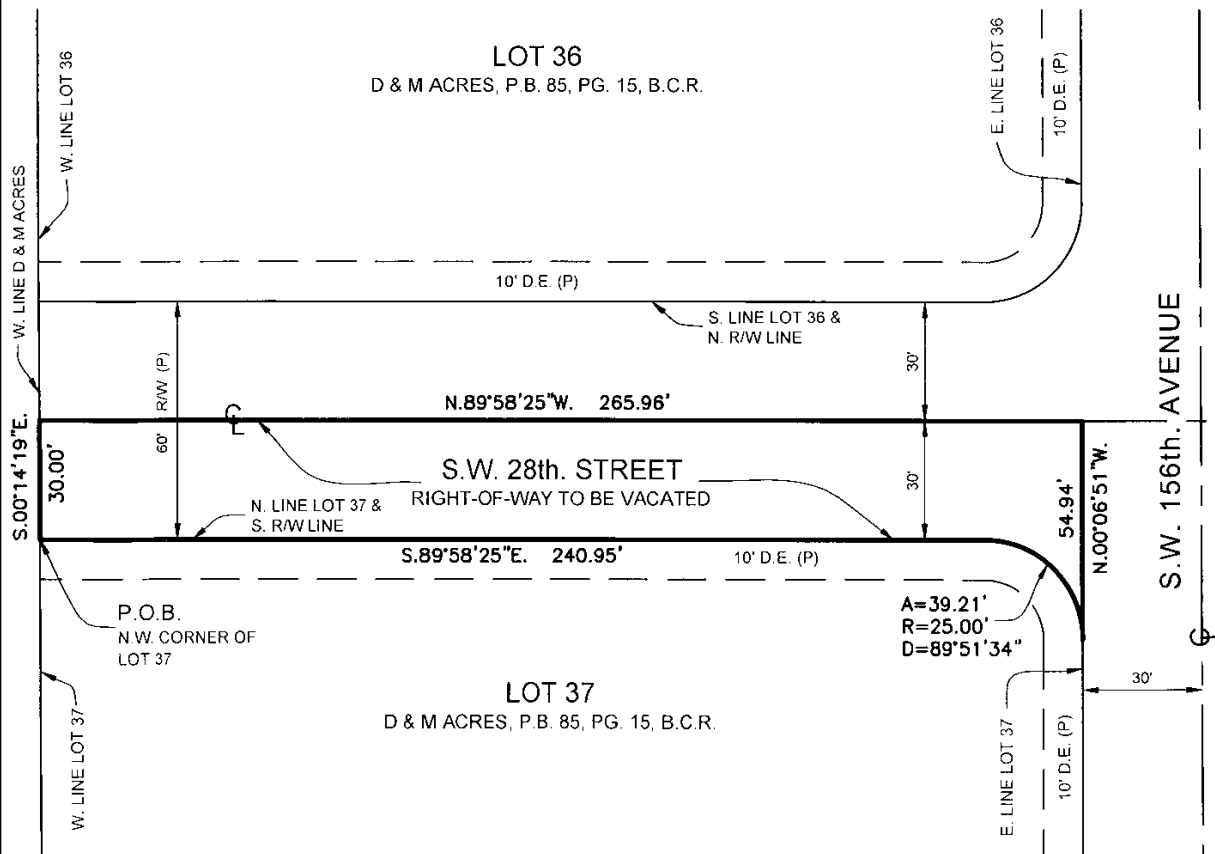 LOT 36
D & M ACRES, P.B. 85, PG. 15, B.C.R.
W. LINE LOT 36
W. LINE D & M ACRES
E. LINE LOT 36
10' D.E. (P)
10' D.E. (P)
S. LINE LOT 36 &
N. R/W LINE
60' R/W (P)
30'
S.W. 156th. AVENUE
N.89°58'25"W. 265.96'
S.00°14'19"E.
30.00'
S.W. 28th. STREET
RIGHT-OF-WAY TO BE VACATED
30'
54.94'
N.00°06'51"W.
N. LINE LOT 37 &
S. R/W LINE
S.89°58'25"E. 240.95'
10' D.E. (P)
P.O.B.
N.W. CORNER OF
LOT 37
A=39.21'
R=25.00'
D=89°51'34"
30'
LOT 37
D & M ACRES, P.B. 85, PG. 15, B.C.R.
W. LINE LOT 37
E. LINE LOT 37
10' D.E. (P)